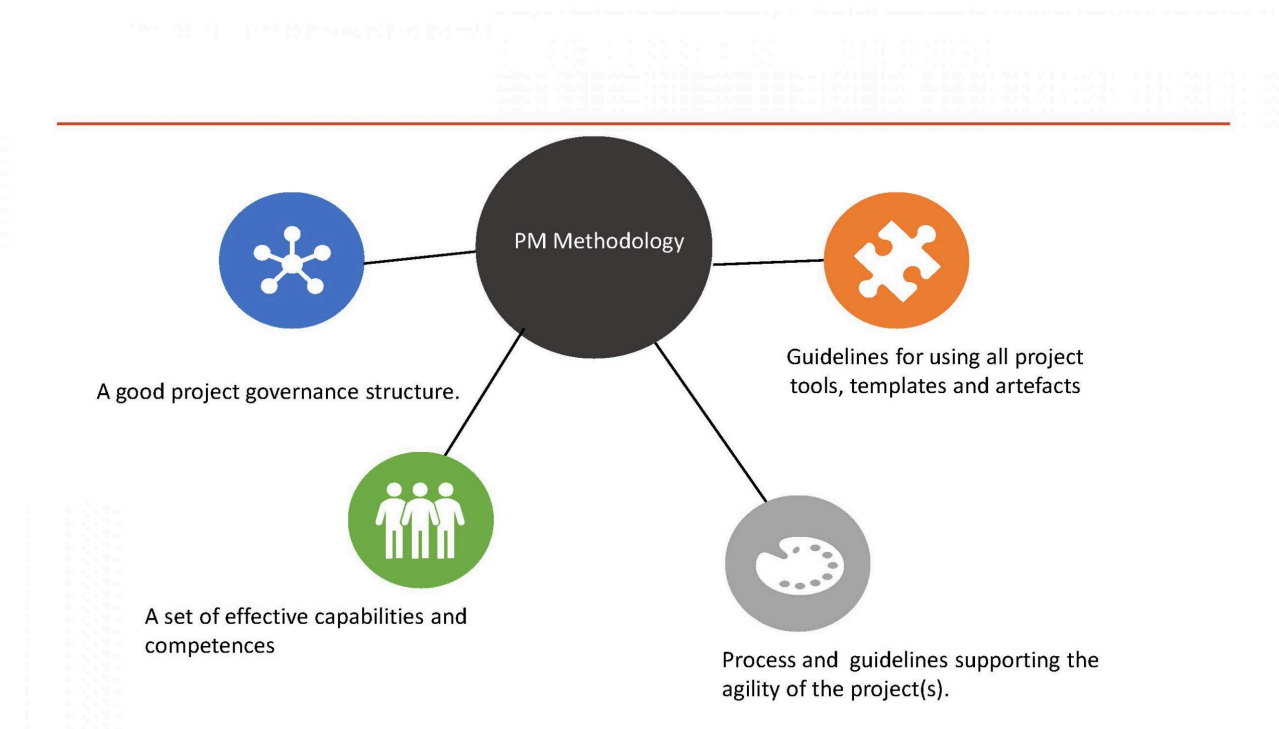 PM Methodology
A good project governance structure.
Guidelines for using all project
tools, templates and artefacts
A set of effective capabilities and
competences
Process and  guidelines supporting the
agility of the project(s).